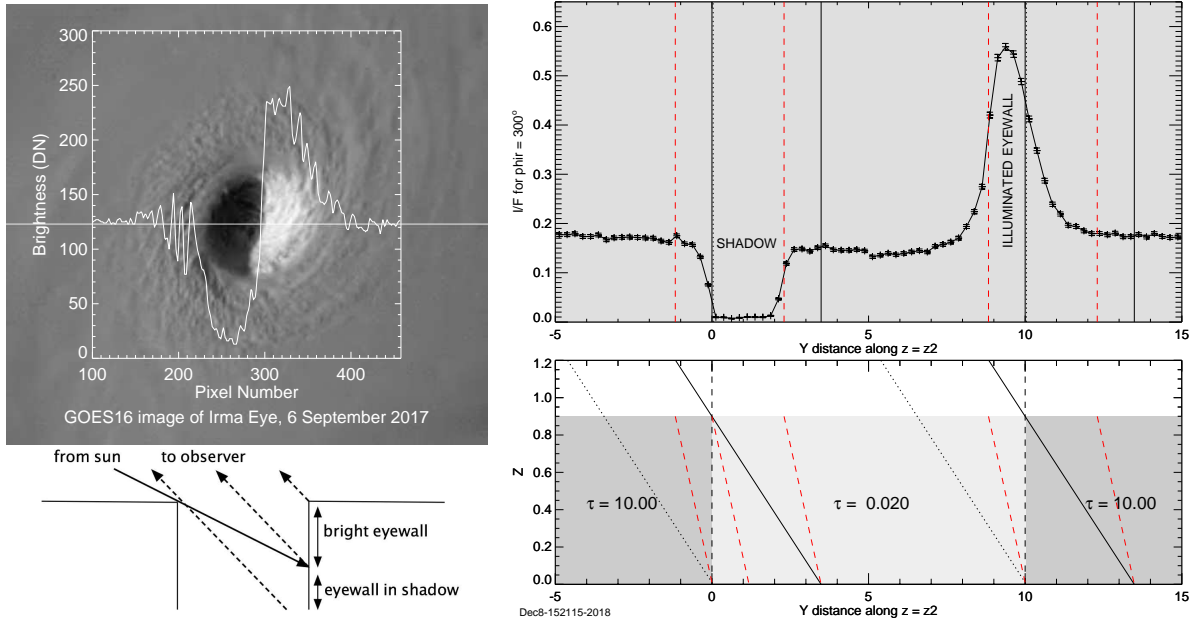 300
250
200
150
100
50
0
Brightness (DN)
100 200 300 400
Pixel Number
GOES16 image of Irma Eye, 6 September 2017
from sun
to observer
bright eyewall
eyewall in shadow
0.6
0.5
0.4
0.3
0.2
0.1
0.0
I/F for phir = 300°
SHADOW
ILLUMINATED EYEWALL
-5 0 5 10 15
Y distance along z = z2
1.2
1.0
0.8
0.6
0.4
0.2
0.0
Z
τ = 10.00
τ = 0.020
τ = 10.00
-5 0 5 10 15
Y distance along z = z2
Dec8-152115-2018